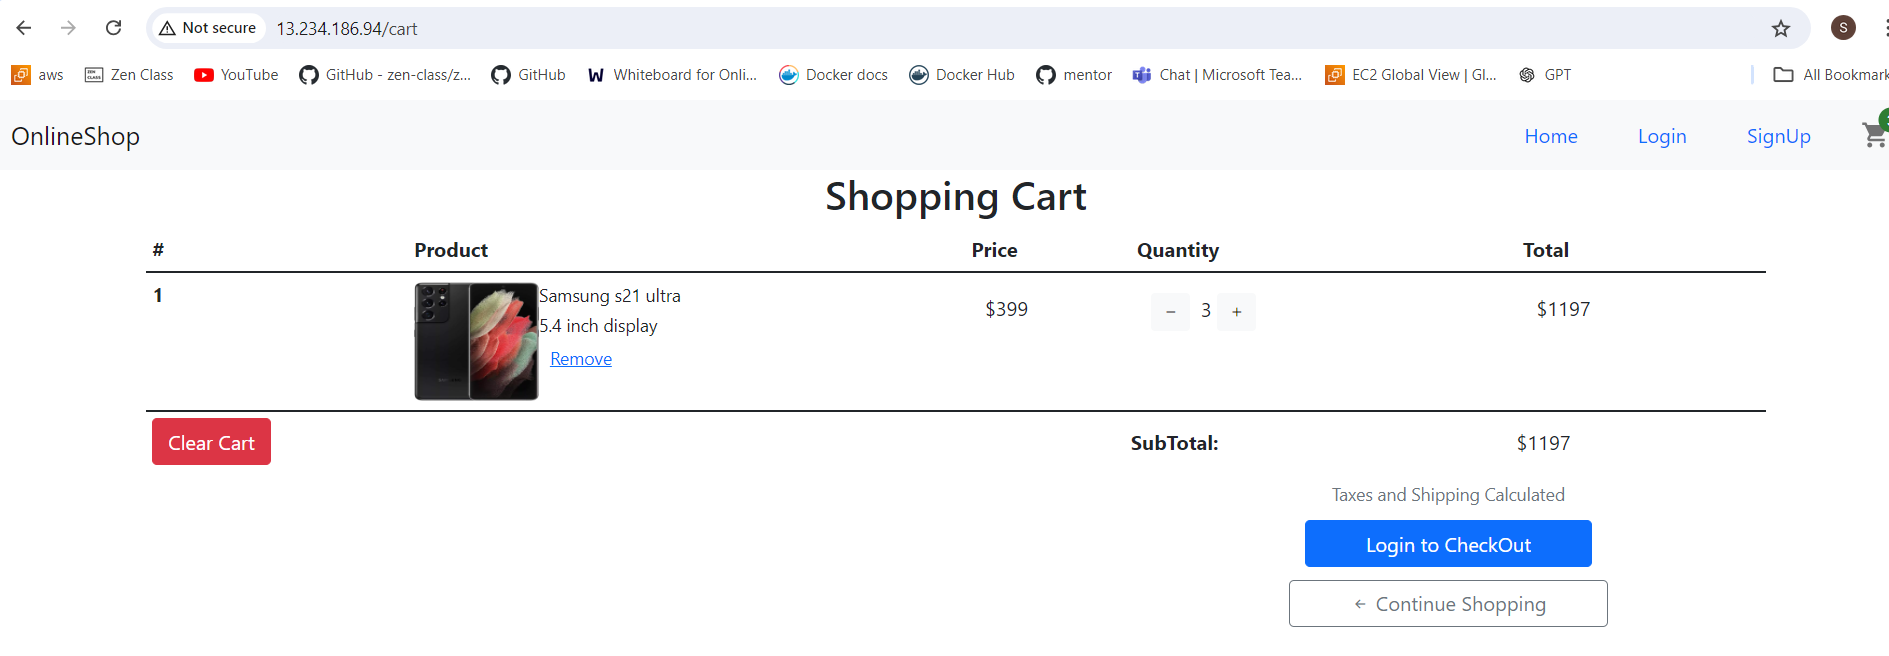 Not secure 13.234.186.94/cart S
aws Zen Class YouTube GitHub - zen-class/z... GitHub Whiteboard for Onli... Docker docs Docker Hub mentor Chat | Microsoft Tea... EC2 Global View | Gl... GPT All Bookmark
OnlineShop Home Login SignUp
Shopping Cart
# Product Price Quantity Total
1 Samsung s21 ultra
5.4 inch display
Remove
$399 − 3 + $1197
Clear Cart SubTotal: $1197
Taxes and Shipping Calculated
Login to CheckOut
← Continue Shopping